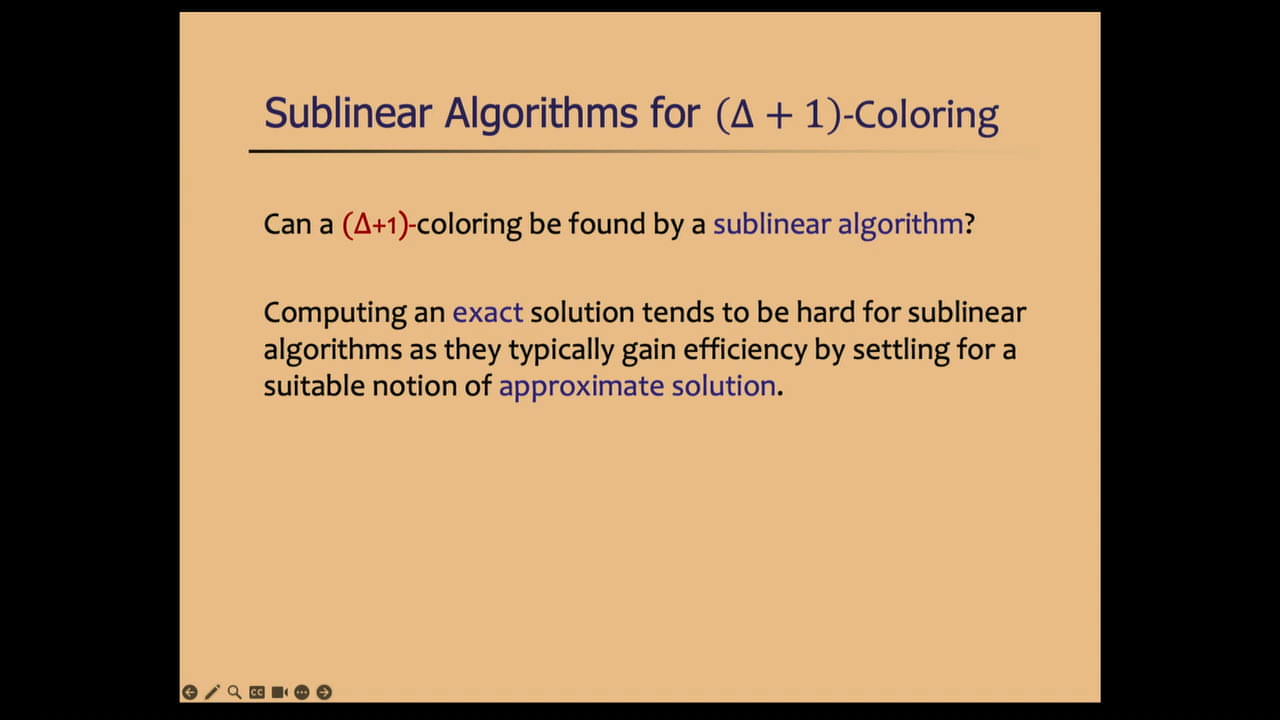 Sublinear Algorithms for (Δ + 1)-Coloring
Can a (Δ+1)-coloring be found by a sublinear algorithm?
Computing an exact solution tends to be hard for sublinear
algorithms as they typically gain efficiency by settling for a
suitable notion of approximate solution.
CC